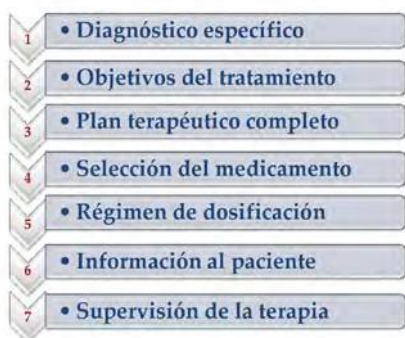 1 • Diagnóstico específico
2 • Objetivos del tratamiento
3 • Plan terapéutico completo
4 • Selección del medicamento
5 • Régimen de dosificación
6 • Información al paciente
7 • Supervisión de la terapia